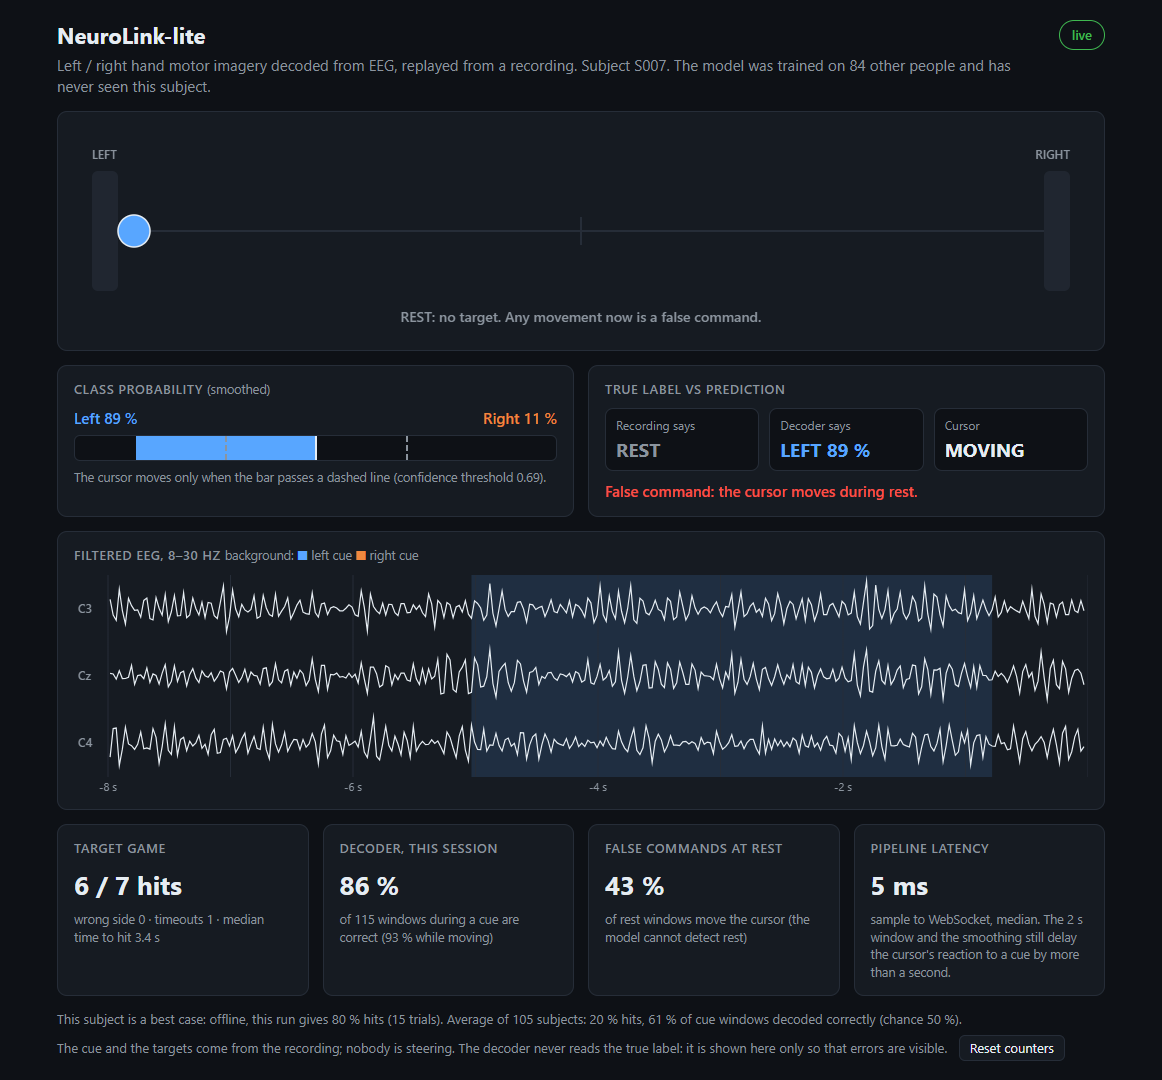 NeuroLink-lite
live
Left / right hand motor imagery decoded from EEG, replayed from a recording. Subject S007. The model was trained on 84 other people and has
never seen this subject.
LEFT
RIGHT
REST: no target. Any movement now is a false command.
CLASS PROBABILITY (smoothed)
Left 89 %
Right 11 %
The cursor moves only when the bar passes a dashed line (confidence threshold 0.69).
TRUE LABEL VS PREDICTION
Recording says
REST
Decoder says
LEFT 89 %
Cursor
MOVING
False command: the cursor moves during rest.
FILTERED EEG, 8–30 HZ background: left cue right cue
C3
Cz
C4
-8 s
-6 s
-4 s
-2 s
TARGET GAME
6 / 7 hits
wrong side 0 · timeouts 1 · median
time to hit 3.4 s
DECODER, THIS SESSION
86 %
of 115 windows during a cue are
correct (93 % while moving)
FALSE COMMANDS AT REST
43 %
of rest windows move the cursor (the
model cannot detect rest)
PIPELINE LATENCY
5 ms
sample to WebSocket, median. The 2 s
window and the smoothing still delay
the cursor's reaction to a cue by more
than a second.
This subject is a best case: offline, this run gives 80 % hits (15 trials). Average of 105 subjects: 20 % hits, 61 % of cue windows decoded correctly (chance 50 %).
The cue and the targets come from the recording; nobody is steering. The decoder never reads the true label: it is shown here only so that errors are visible.
Reset counters